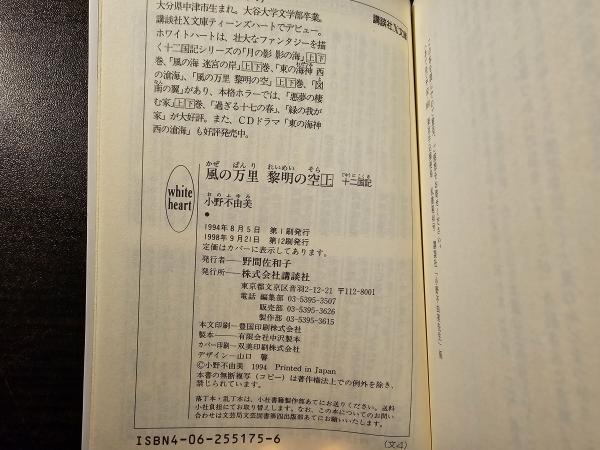 大分県中津市生まれ。大谷大学文学部卒業。
講談社X文庫ティーンズハートでデビュー。
ホワイトハートは、壮大なファンタジーを描
く十二国記シリーズの「月の影 影の海」上下
巻、「風の海 迷宮の岸」上下巻、「東の海神 西
の滄海」、「風の万里 黎明の空」上下巻、「図
南の翼」があり、本格ホラーでは、「悪夢の棲
む家」上下巻、「過ぎる十七の春」、「緑の我が
家」が大好評。また、CDドラマ「東の海神
西の滄海」も好評発売中。
講談社X文庫
white
heart
かぜ ばんり れいめい そら
風の万里 黎明の空上 十二国記
おのふゆみ
小野不由美
●
1994年8月5日 第1刷発行
1998年9月21日 第12刷発行
定価はカバーに表示してあります。
発行者――野間佐和子
発行所――株式会社講談社
東京都文京区音羽2-12-21 〒112-8001
電話 編集部 03-5395-3507
販売部 03-5395-3626
製作部 03-5395-3615
本文印刷―豊国印刷株式会社
製本――有限会社中沢製本
カバー印刷―双美印刷株式会社
デザイン―山口 馨
©小野不由美 1994 Printed in Japan
本書の無断複写(コピー)は著作権法上での例外を除き、
禁じられています。
落丁本・乱丁本は、小社書籍製作部あてにお送りください。送料
小社負担にてお取り替えします。なお、この本についてのお問い
合わせは文芸局文芸図書第四出版部あてにお願いいたします。
ISBN4-06-255175-6
(文4)